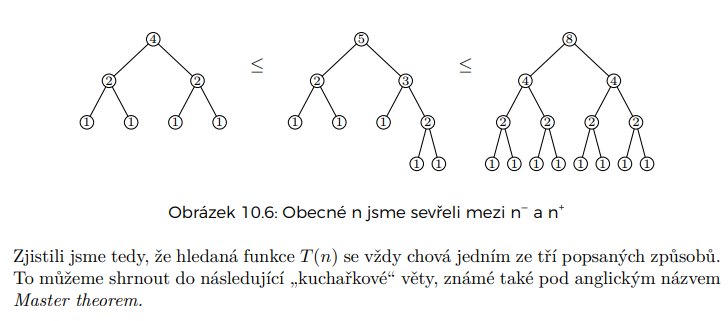 4 ≤ 5 ≤ 8
2 2 2 3 4 4
1 1 1 1 1 1 1 2 2 2 2 2
1 1 1 1 1 1 1 1 1 1
Obrázek 10.6: Obecné n jsme sevřeli mezi n⁻ a n⁺
Zjistili jsme tedy, že hledaná funkce T(n) se vždy chová jedním ze tří popsaných způsobů.
To můžeme shrnout do následující „kuchařkové“ věty, známé také pod anglickým názvem
Master theorem.